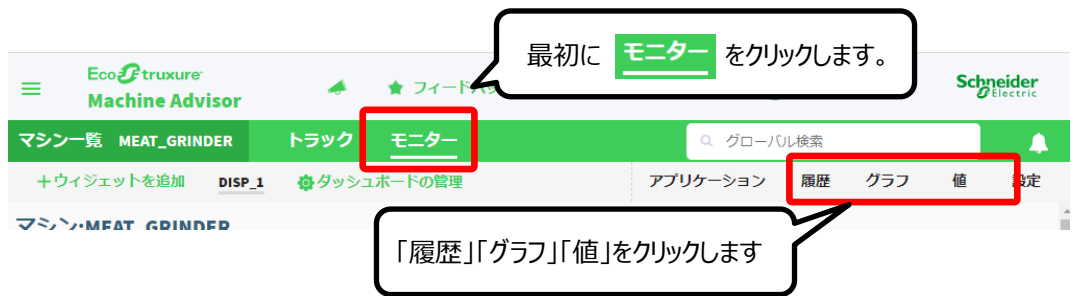 最初に モニター をクリックします。
EcoStruxure
Machine Advisor
フィードバッ
Schneider
Electric
マシン一覧 MEAT_GRINDER トラック モニター グローバル検索
+ウィジェットを追加 DISP_1 ダッシュボードの管理 アプリケーション 履歴 グラフ 値 設定
マシン:MEAT_GRINDER
「履歴」「グラフ」「値」をクリックします